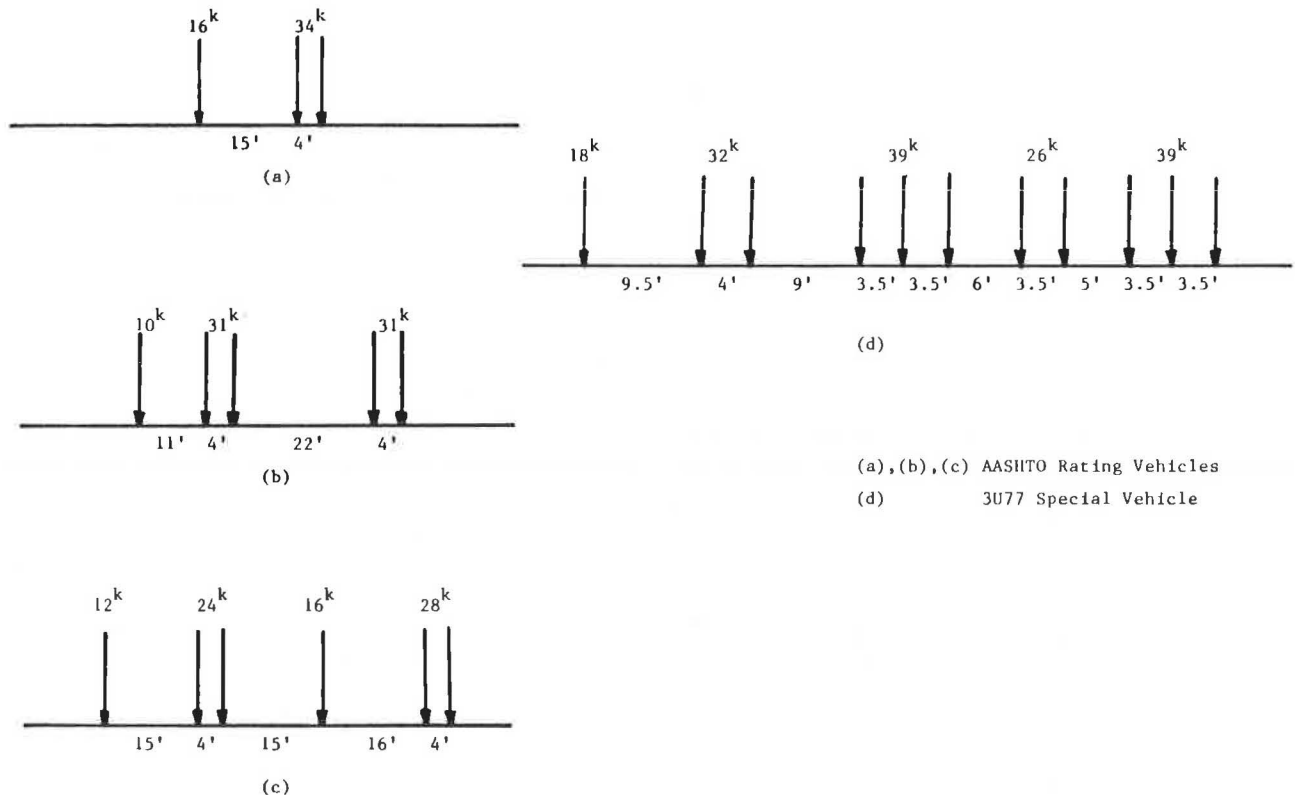 16k 34k
15' 4'
(a)
18k 32k 39k 26k 39k
9.5' 4' 9' 3.5' 3.5' 6' 3.5' 5' 3.5' 3.5'
(d)
10k 31k 31k
11' 4' 22' 4'
(b)
(a),(b),(c) AASHTO Rating Vehicles
(d) 3U77 Special Vehicle
12k 24k 16k 28k
15' 4' 15' 16' 4'
(c)